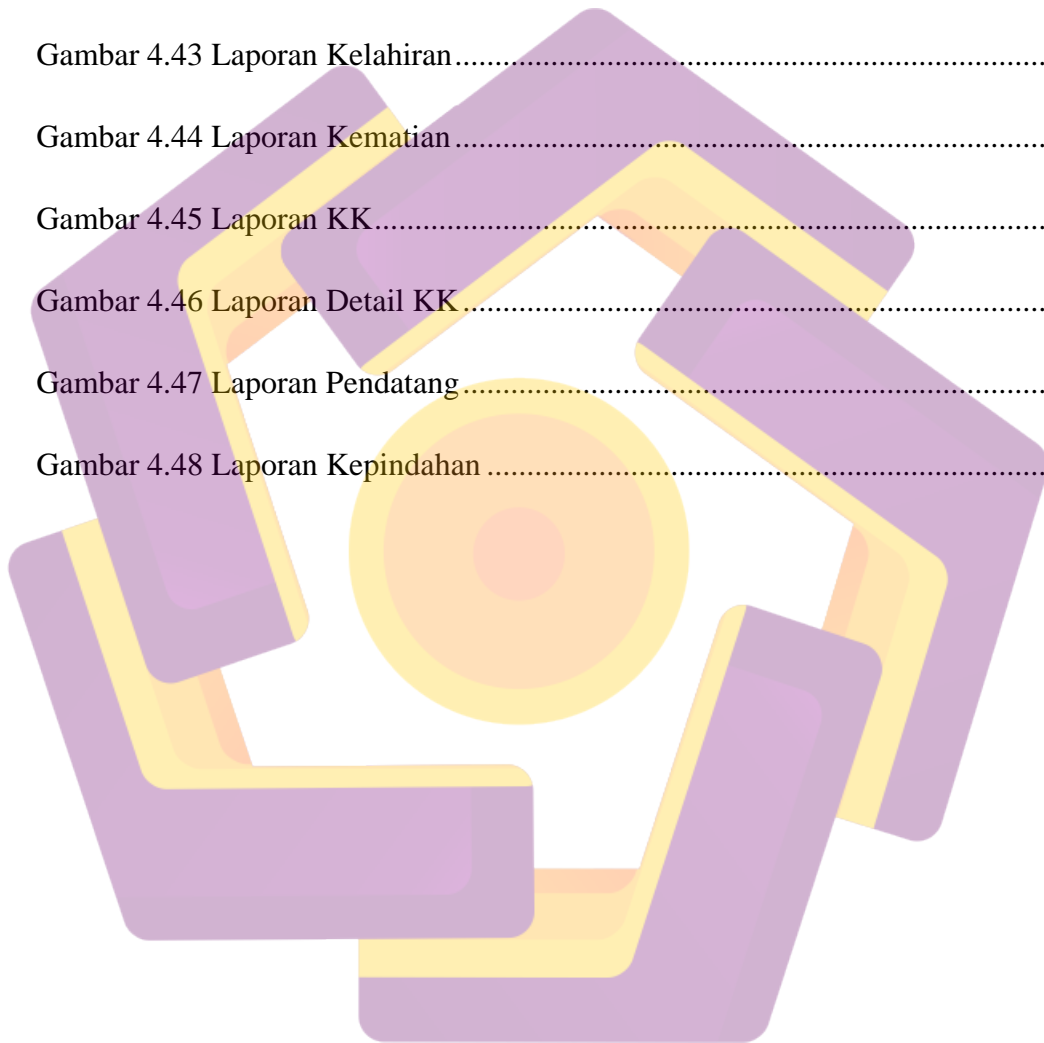 Gambar 4.43 Laporan Kelahiran..........................................................................
Gambar 4.44 Laporan Kematian..........................................................................
Gambar 4.45 Laporan KK....................................................................................
Gambar 4.46 Laporan Detail KK.........................................................................
Gambar 4.47 Laporan Pendatang.........................................................................
Gambar 4.48 Laporan Kepindahan......................................................................